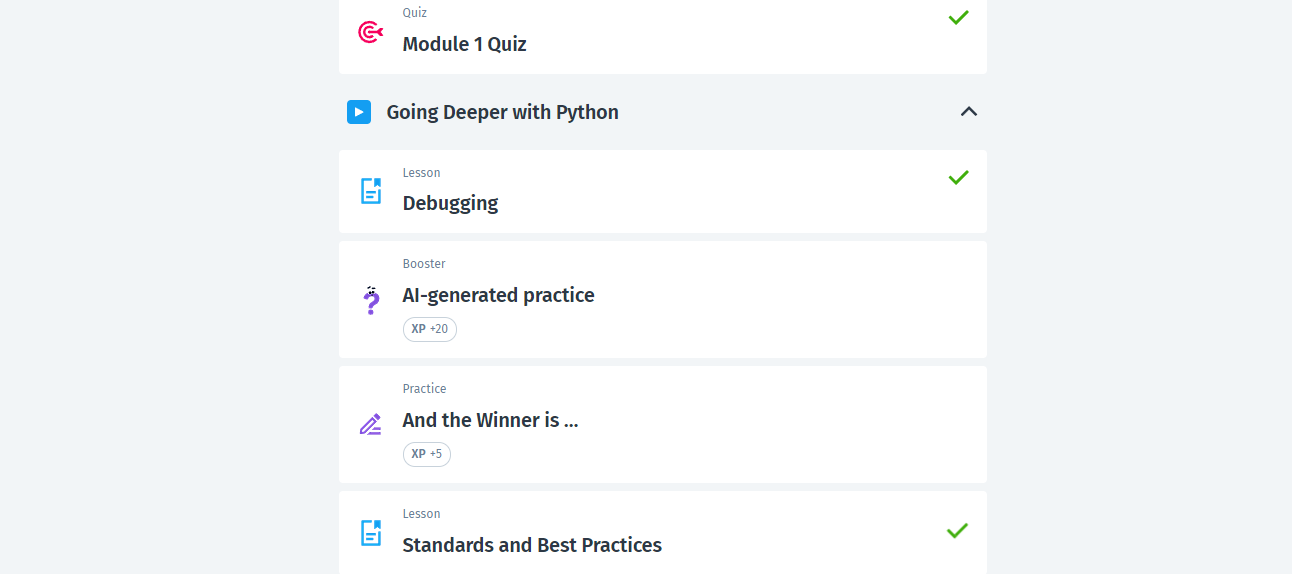 Quiz
Module 1 Quiz
Going Deeper with Python
Lesson
Debugging
Booster
AI-generated practice
XP +20
Practice
And the Winner is ...
XP +5
Lesson
Standards and Best Practices